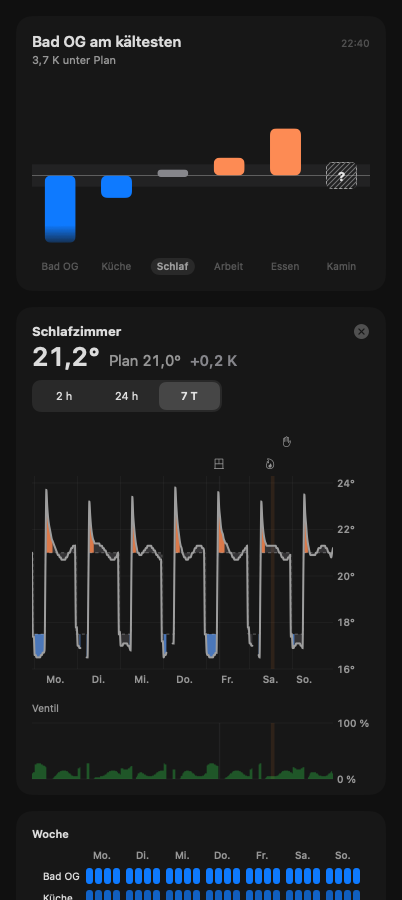 Bad OG am kältesten
22:40
3,7 K unter Plan
?
Bad OG Küche Schlaf Arbeit Essen Kamin
Schlafzimmer
21,2° Plan 21,0° +0,2 K
2 h 24 h 7 T
24°
22°
20°
18°
16°
Mo. Di. Mi. Do. Fr. Sa. So.
Ventil
100 %
0 %
Woche
Mo. Di. Mi. Do. Fr. Sa. So.
Bad OG
Küche